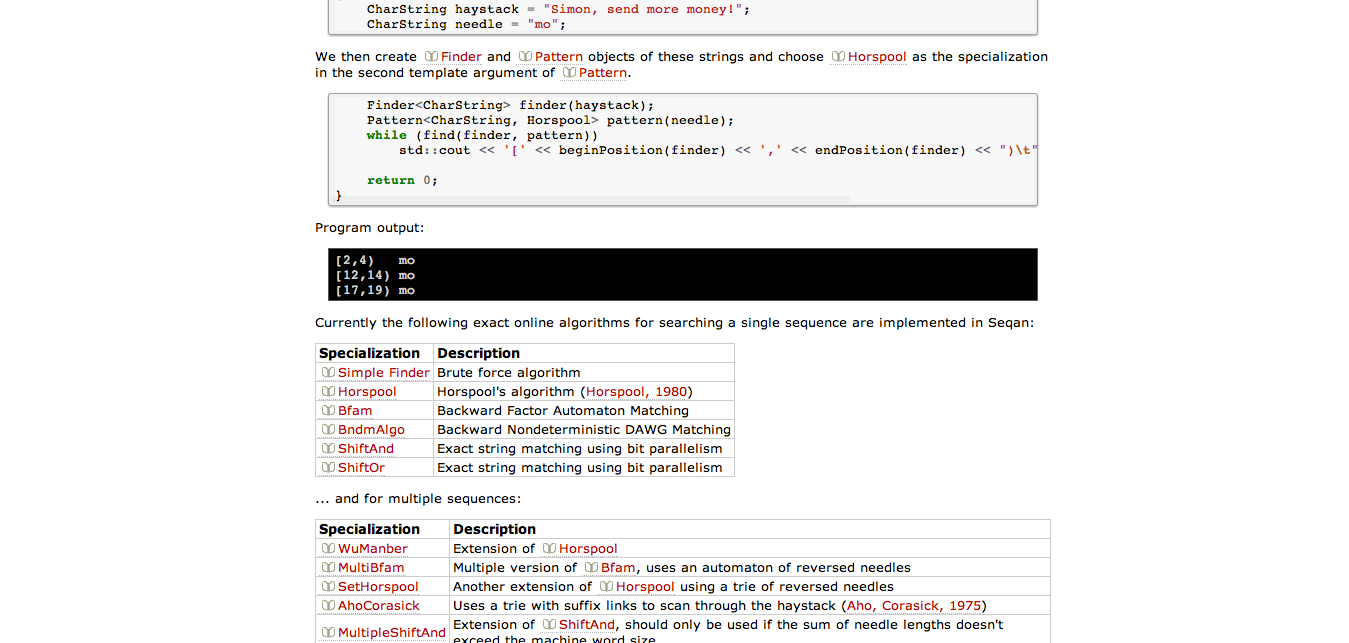 CharString haystack = "Simon, send more money!";
CharString needle = "mo";
We then create Finder and Pattern objects of these strings and choose Horspool as the specialization
in the second template argument of Pattern.
Finder<CharString> finder(haystack);
Pattern<CharString, Horspool> pattern(needle);
while (find(finder, pattern))
std::cout << '[' << beginPosition(finder) << ',' << endPosition(finder) << ")\t"
return 0;
}
Program output:
[2,4) mo
[12,14) mo
[17,19) mo
Currently the following exact online algorithms for searching a single sequence are implemented in Seqan:
Specialization Description
Simple Finder Brute force algorithm
Horspool Horspool's algorithm (Horspool, 1980)
Bfam Backward Factor Automaton Matching
BndmAlgo Backward Nondeterministic DAWG Matching
ShiftAnd Exact string matching using bit parallelism
ShiftOr Exact string matching using bit parallelism
... and for multiple sequences:
Specialization Description
WuManber Extension of Horspool
MultiBfam Multiple version of Bfam, uses an automaton of reversed needles
SetHorspool Another extension of Horspool using a trie of reversed needles
AhoCorasick Uses a trie with suffix links to scan through the haystack (Aho, Corasick, 1975)
MultipleShiftAnd Extension of ShiftAnd, should only be used if the sum of needle lengths doesn't
exceed the machine word size